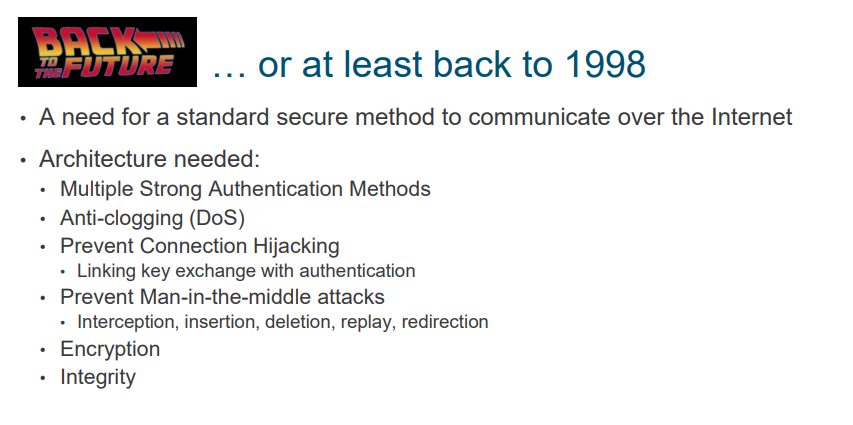 BACK
TO
THE FUTURE
… or at least back to 1998
• A need for a standard secure method to communicate over the Internet
• Architecture needed:
• Multiple Strong Authentication Methods
• Anti-clogging (DoS)
• Prevent Connection Hijacking
• Linking key exchange with authentication
• Prevent Man-in-the-middle attacks
• Interception, insertion, deletion, replay, redirection
• Encryption
• Integrity